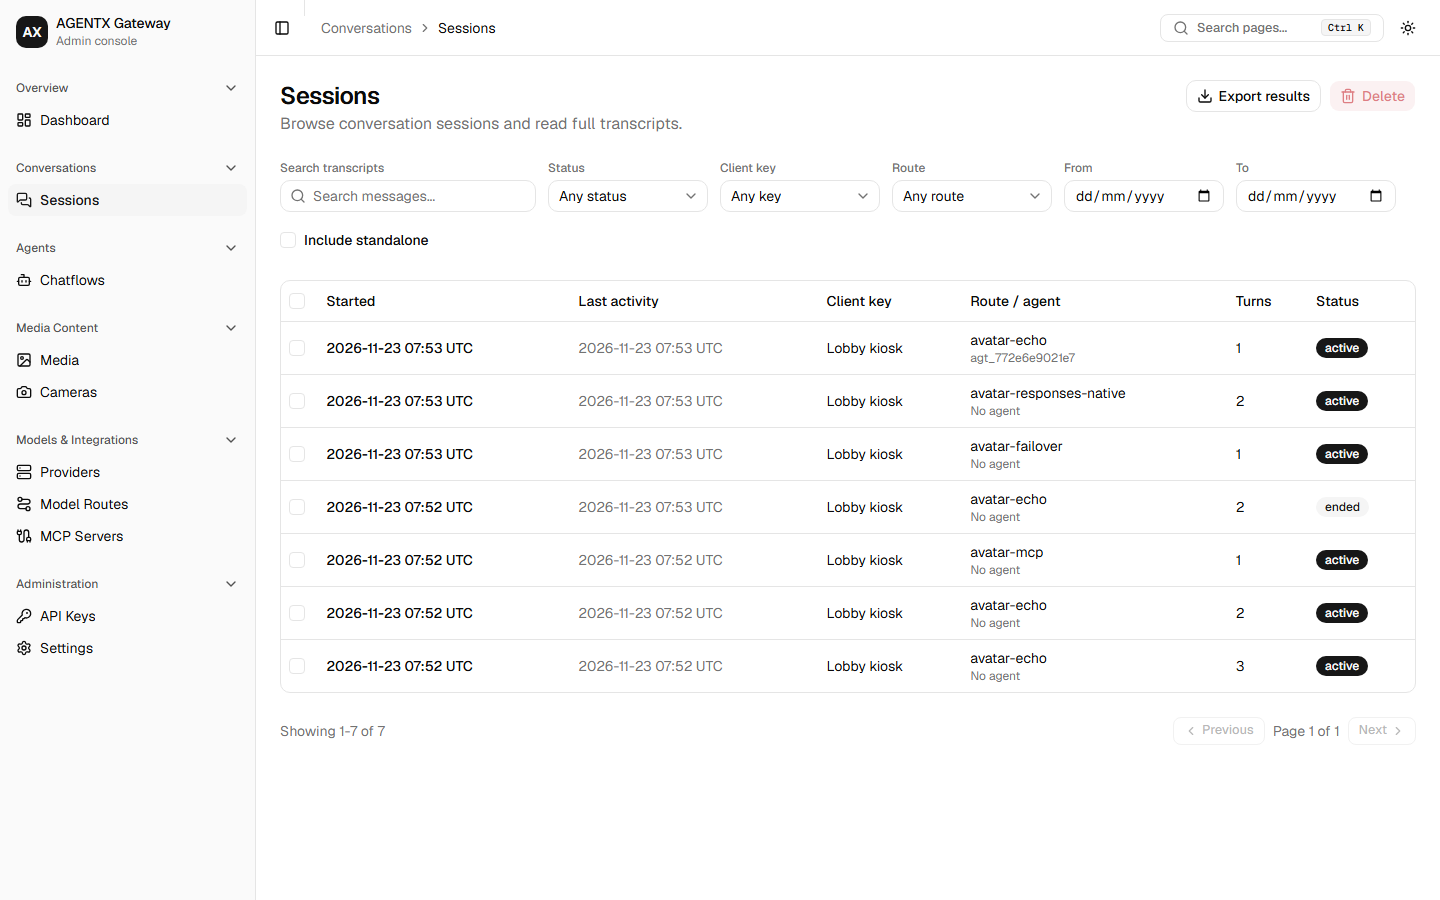 AX
AGENTX Gateway
Admin console
Overview
Dashboard
Conversations
Sessions
Agents
Chatflows
Media Content
Media
Cameras
Models & Integrations
Providers
Model Routes
MCP Servers
Administration
API Keys
Settings
Conversations > Sessions
Search pages... Ctrl K
Sessions
Browse conversation sessions and read full transcripts.
Export results Delete
Search transcripts Status Client key Route From To
Search messages... Any status Any key Any route dd/mm/yyyy dd/mm/yyyy
Include standalone
Started Last activity Client key Route / agent Turns Status
2026-11-23 07:53 UTC 2026-11-23 07:53 UTC Lobby kiosk avatar-echo 1 active
agt_772e6e9021e7
2026-11-23 07:53 UTC 2026-11-23 07:53 UTC Lobby kiosk avatar-responses-native 2 active
No agent
2026-11-23 07:53 UTC 2026-11-23 07:53 UTC Lobby kiosk avatar-failover 1 active
No agent
2026-11-23 07:52 UTC 2026-11-23 07:53 UTC Lobby kiosk avatar-echo 2 ended
No agent
2026-11-23 07:52 UTC 2026-11-23 07:52 UTC Lobby kiosk avatar-mcp 1 active
No agent
2026-11-23 07:52 UTC 2026-11-23 07:52 UTC Lobby kiosk avatar-echo 2 active
No agent
2026-11-23 07:52 UTC 2026-11-23 07:52 UTC Lobby kiosk avatar-echo 3 active
No agent
Showing 1-7 of 7
Previous Page 1 of 1 Next